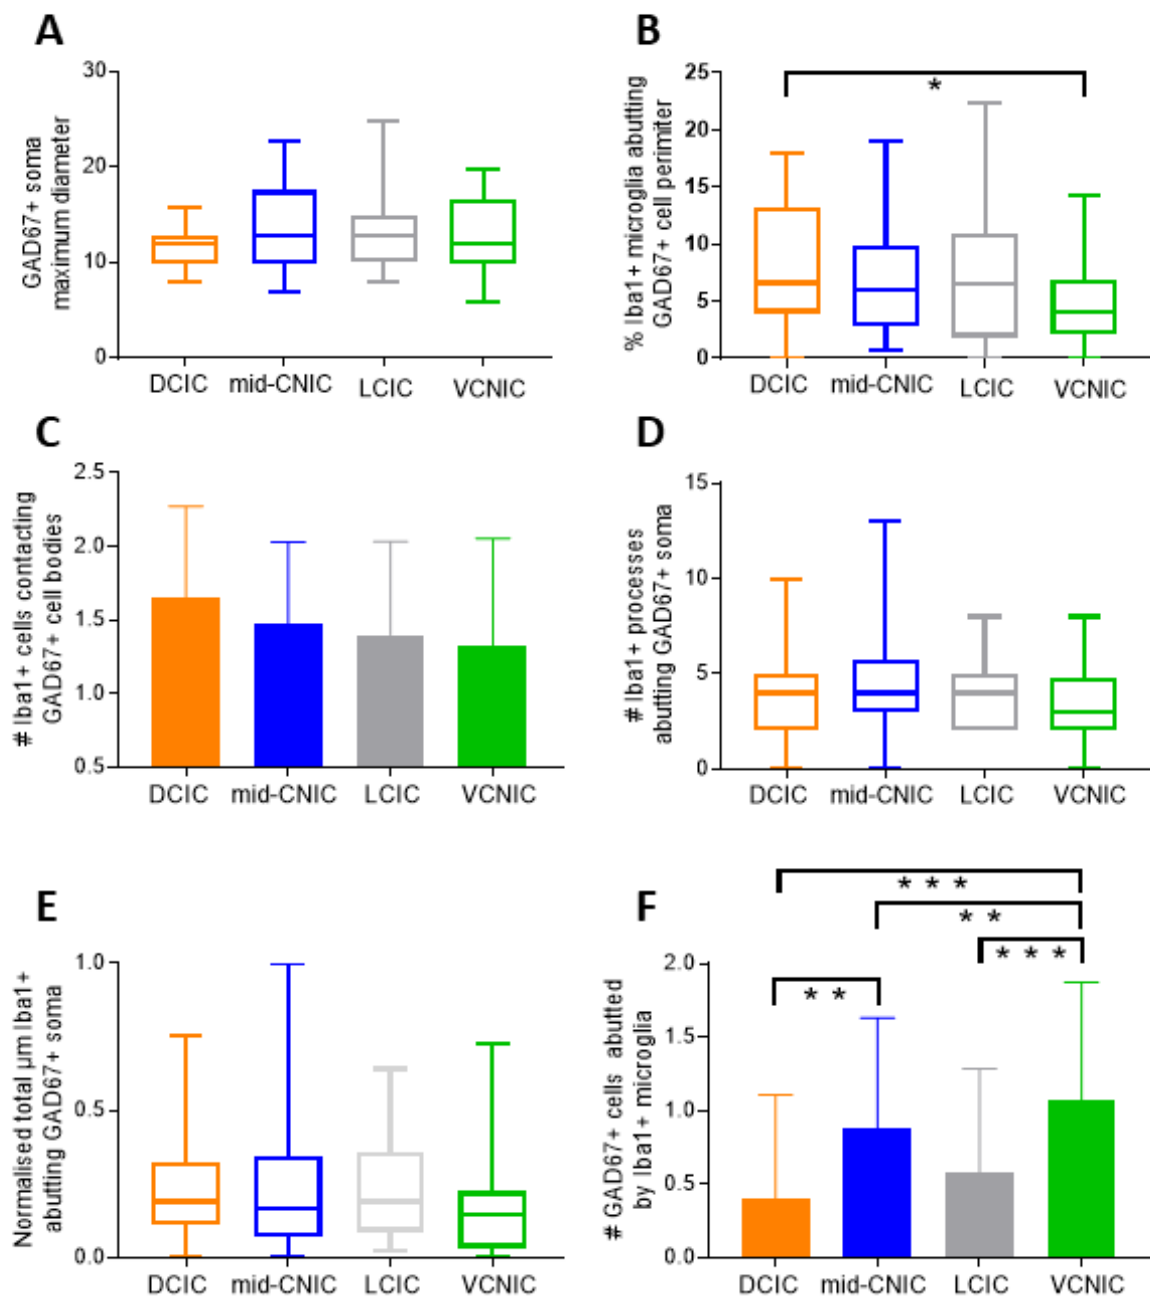 A
GAD67+ soma
maximum diameter
30
20
10
0
DCIC mid-CNIC LCIC VCNIC
B
% Iba1+ microglia abutting
GAD67+ cell perimiter
25
20
15
10
5
0
*
DCIC mid-CNIC LCIC VCNIC
C
# Iba1+ cells contacting
GAD67+ cell bodies
2.5
2.0
1.5
1.0
0.5
DCIC mid-CNIC LCIC VCNIC
D
# Iba1+ processes
abutting GAD67+ soma
15
10
5
0
DCIC mid-CNIC LCIC VCNIC
E
Normalised total µm Iba1+
abutting GAD67+ soma
1.0
0.5
0.0
DCIC mid-CNIC LCIC VCNIC
F
# GAD67+ cells abutted
by Iba1+ microglia
2.0
1.5
1.0
0.5
0.0
* * *
* *
* * *
* *
DCIC mid-CNIC LCIC VCNIC